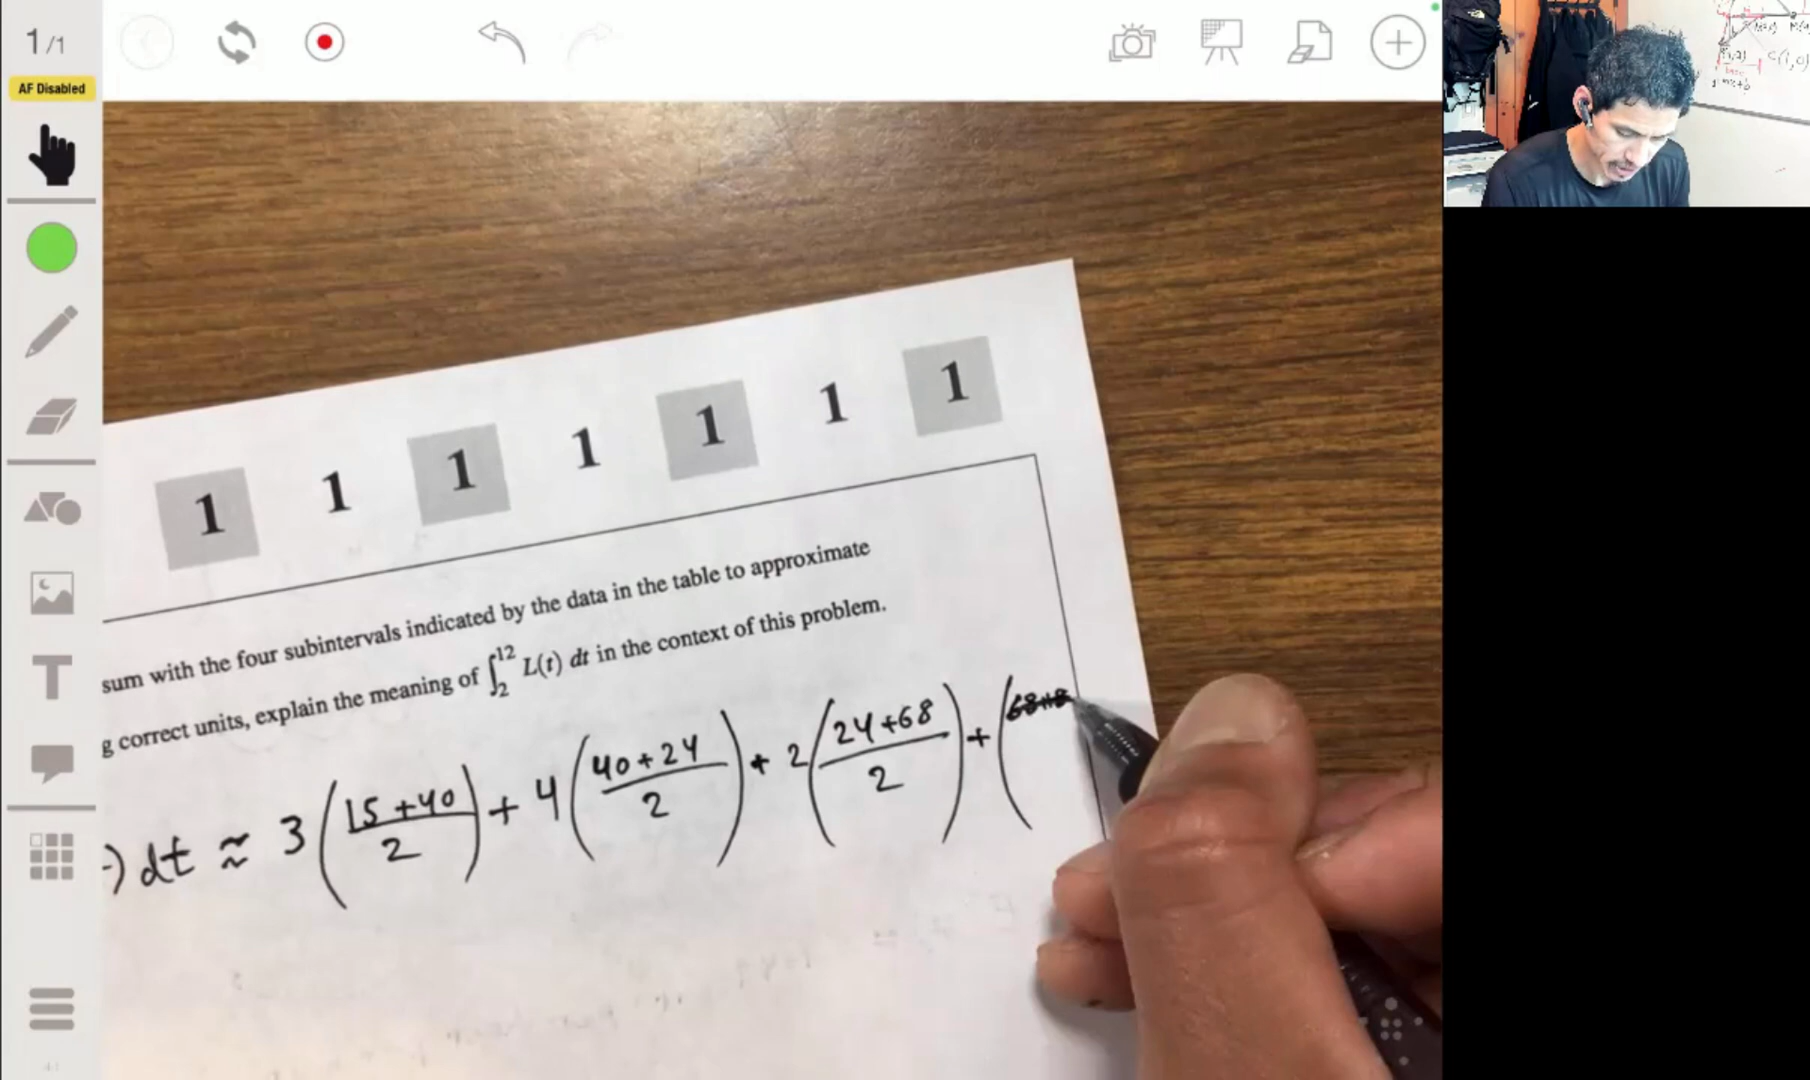 1/1
AF Disabled
T
1 1 1 1 1 1 1
sum with the four subintervals indicated by the data in the table to approximate
g correct units, explain the meaning of ∫₂¹² L(t) dt in the context of this problem.
) dt ≈ 3 (15+40/2) + 4 (40+24/2) + 2 (24+68/2) + (